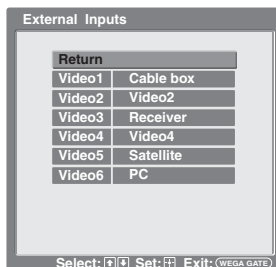 External Inputs
Return
Video1 Cable box
Video2 Video2
Video3 Receiver
Video4 Video4
Video5 Satellite
Video6 PC
Select: Set: Exit: WEGA GATE